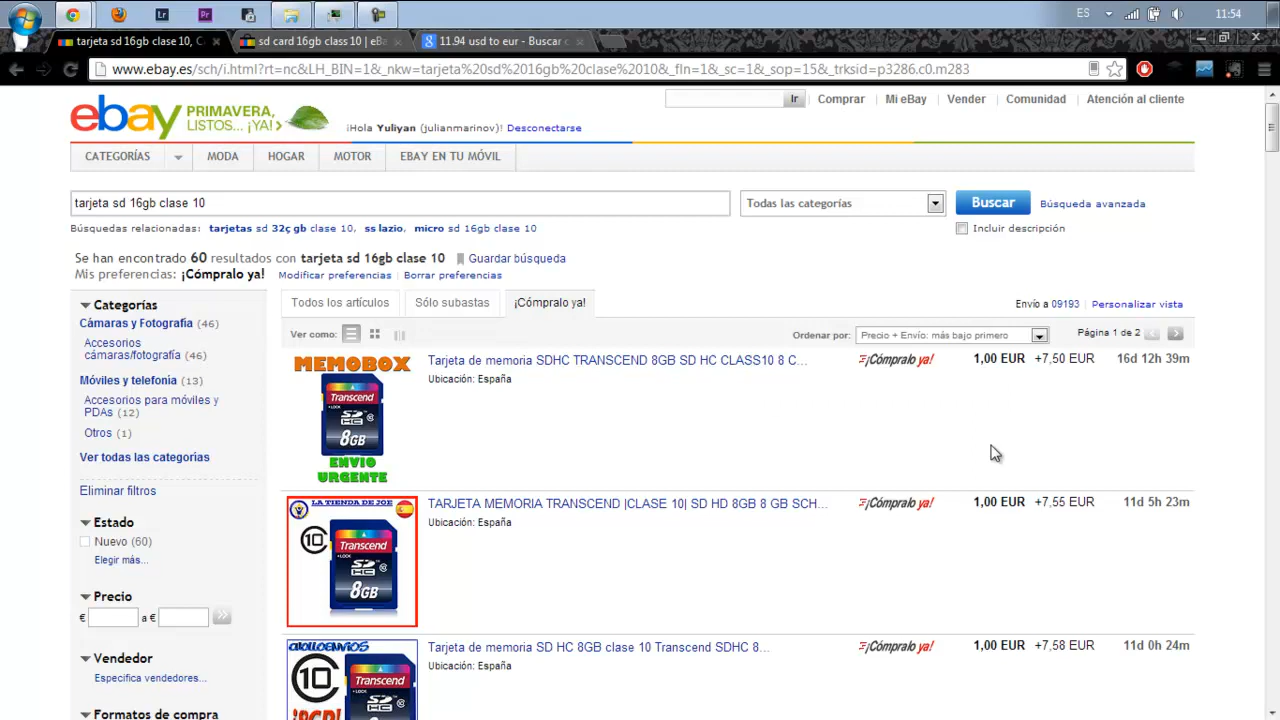 ES 11:54
tarjeta sd 16gb clase 10, C
sd card 16gb class 10 | eBa
11.94 usd to eur - Buscar c
www.ebay.es/sch/i.html?rt=nc&LH_BIN=1&_nkw=tarjeta%20sd%2016gb%20clase%2010&_fln=1&_sc=1&_sop=15&_trksid=p3286.c0.m283
ebay PRIMAVERA, LISTOS... ¡YA!
Ir Comprar Mi eBay Vender Comunidad Atención al cliente
¡Hola Yuliyan (julianmarinov)! Desconectarse
CATEGORÍAS MODA HOGAR MOTOR EBAY EN TU MÓVIL
tarjeta sd 16gb clase 10 Todas las categorías Buscar Búsqueda avanzada
Búsquedas relacionadas: tarjetas sd 32ç gb clase 10, ss lazio, micro sd 16gb clase 10 Incluir descripción
Se han encontrado 60 resultados con tarjeta sd 16gb clase 10 Guardar búsqueda
Mis preferencias: ¡Cómpralo ya! Modificar preferencias Borrar preferencias
Categorías
Cámaras y Fotografía (46)
Accesorios
cámaras/fotografía (46)
Móviles y telefonía (13)
Accesorios para móviles y
PDAs (12)
Otros (1)
Ver todas las categorías
Eliminar filtros
Estado
Nuevo (60)
Elegir más...
Precio
€ a €
Vendedor
Especifica vendedores...
Formatos de compra
Todos los artículos Sólo subastas ¡Cómpralo ya! Envío a 09193 Personalizar vista
Ver como: Ordenar por: Precio + Envío: más bajo primero Página 1 de 2
MEMOBOX
Transcend
LOCK
SDHC
8GB
ENVIO
URGENTE
Tarjeta de memoria SDHC TRANSCEND 8GB SD HC CLASS10 8 C... ¡Cómpralo ya! 1,00 EUR +7,50 EUR 16d 12h 39m
Ubicación: España
LA TIENDA DE JOE
10
Transcend
LOCK
SDHC
8GB
TARJETA MEMORIA TRANSCEND |CLASE 10| SD HD 8GB 8 GB SCH... ¡Cómpralo ya! 1,00 EUR +7,55 EUR 11d 5h 23m
Ubicación: España
10
Transcend
LOCK
Tarjeta de memoria SD HC 8GB clase 10 Transcend SDHC 8... ¡Cómpralo ya! 1,00 EUR +7,58 EUR 11d 0h 24m
Ubicación: España